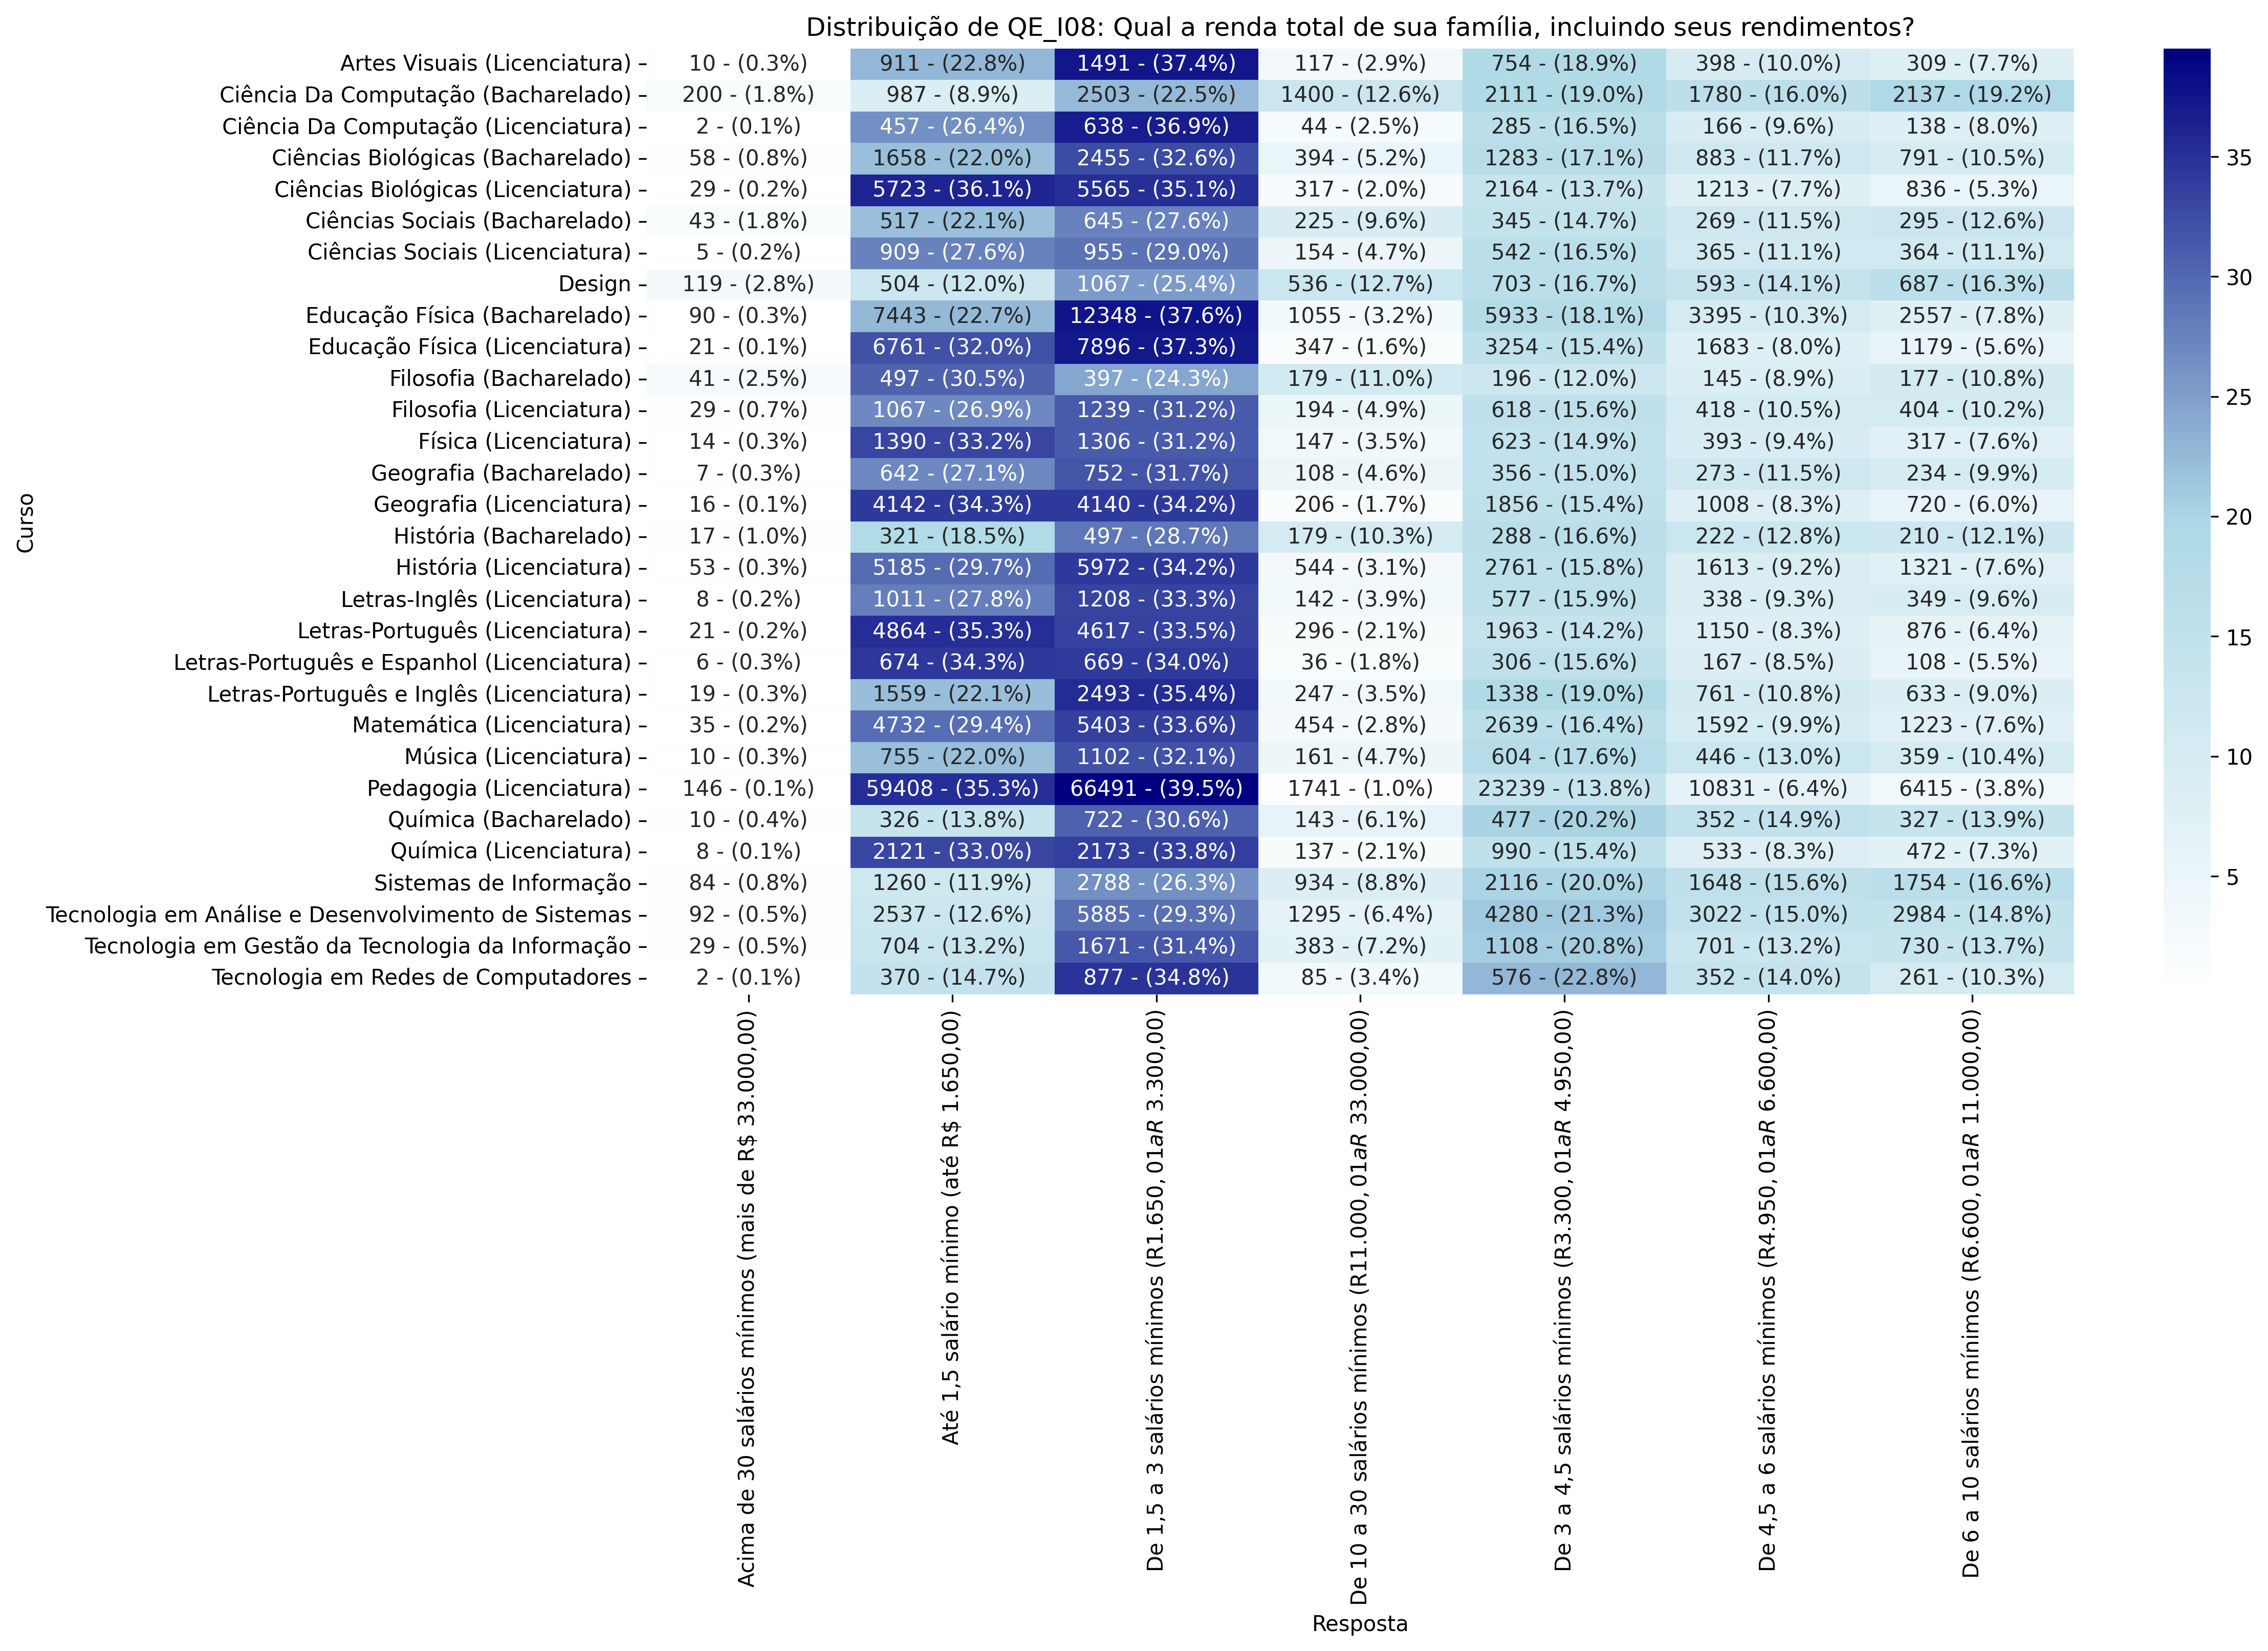 Distribuição de QE_I08: Qual a renda total de sua família, incluindo seus rendimentos?
Curso
Artes Visuais (Licenciatura) 10 - (0.3%) 911 - (22.8%) 1491 - (37.4%) 117 - (2.9%) 754 - (18.9%) 398 - (10.0%) 309 - (7.7%)
Ciência Da Computação (Bacharelado) 200 - (1.8%) 987 - (8.9%) 2503 - (22.5%) 1400 - (12.6%) 2111 - (19.0%) 1780 - (16.0%) 2137 - (19.2%)
Ciência Da Computação (Licenciatura) 2 - (0.1%) 457 - (26.4%) 638 - (36.9%) 44 - (2.5%) 285 - (16.5%) 166 - (9.6%) 138 - (8.0%)
Ciências Biológicas (Bacharelado) 58 - (0.8%) 1658 - (22.0%) 2455 - (32.6%) 394 - (5.2%) 1283 - (17.1%) 883 - (11.7%) 791 - (10.5%)
Ciências Biológicas (Licenciatura) 29 - (0.2%) 5723 - (36.1%) 5565 - (35.1%) 317 - (2.0%) 2164 - (13.7%) 1213 - (7.7%) 836 - (5.3%)
Ciências Sociais (Bacharelado) 43 - (1.8%) 517 - (22.1%) 645 - (27.6%) 225 - (9.6%) 345 - (14.7%) 269 - (11.5%) 295 - (12.6%)
Ciências Sociais (Licenciatura) 5 - (0.2%) 909 - (27.6%) 955 - (29.0%) 154 - (4.7%) 542 - (16.5%) 365 - (11.1%) 364 - (11.1%)
Design 119 - (2.8%) 504 - (12.0%) 1067 - (25.4%) 536 - (12.7%) 703 - (16.7%) 593 - (14.1%) 687 - (16.3%)
Educação Física (Bacharelado) 90 - (0.3%) 7443 - (22.7%) 12348 - (37.6%) 1055 - (3.2%) 5933 - (18.1%) 3395 - (10.3%) 2557 - (7.8%)
Educação Física (Licenciatura) 21 - (0.1%) 6761 - (32.0%) 7896 - (37.3%) 347 - (1.6%) 3254 - (15.4%) 1683 - (8.0%) 1179 - (5.6%)
Filosofia (Bacharelado) 41 - (2.5%) 497 - (30.5%) 397 - (24.3%) 179 - (11.0%) 196 - (12.0%) 145 - (8.9%) 177 - (10.8%)
Filosofia (Licenciatura) 29 - (0.7%) 1067 - (26.9%) 1239 - (31.2%) 194 - (4.9%) 618 - (15.6%) 418 - (10.5%) 404 - (10.2%)
Física (Licenciatura) 14 - (0.3%) 1390 - (33.2%) 1306 - (31.2%) 147 - (3.5%) 623 - (14.9%) 393 - (9.4%) 317 - (7.6%)
Geografia (Bacharelado) 7 - (0.3%) 642 - (27.1%) 752 - (31.7%) 108 - (4.6%) 356 - (15.0%) 273 - (11.5%) 234 - (9.9%)
Geografia (Licenciatura) 16 - (0.1%) 4142 - (34.3%) 4140 - (34.2%) 206 - (1.7%) 1856 - (15.4%) 1008 - (8.3%) 720 - (6.0%)
História (Bacharelado) 17 - (1.0%) 321 - (18.5%) 497 - (28.7%) 179 - (10.3%) 288 - (16.6%) 222 - (12.8%) 210 - (12.1%)
História (Licenciatura) 53 - (0.3%) 5185 - (29.7%) 5972 - (34.2%) 544 - (3.1%) 2761 - (15.8%) 1613 - (9.2%) 1321 - (7.6%)
Letras-Inglês (Licenciatura) 8 - (0.2%) 1011 - (27.8%) 1208 - (33.3%) 142 - (3.9%) 577 - (15.9%) 338 - (9.3%) 349 - (9.6%)
Letras-Português (Licenciatura) 21 - (0.2%) 4864 - (35.3%) 4617 - (33.5%) 296 - (2.1%) 1963 - (14.2%) 1150 - (8.3%) 876 - (6.4%)
Letras-Português e Espanhol (Licenciatura) 6 - (0.3%) 674 - (34.3%) 669 - (34.0%) 36 - (1.8%) 306 - (15.6%) 167 - (8.5%) 108 - (5.5%)
Letras-Português e Inglês (Licenciatura) 19 - (0.3%) 1559 - (22.1%) 2493 - (35.4%) 247 - (3.5%) 1338 - (19.0%) 761 - (10.8%) 633 - (9.0%)
Matemática (Licenciatura) 35 - (0.2%) 4732 - (29.4%) 5403 - (33.6%) 454 - (2.8%) 2639 - (16.4%) 1592 - (9.9%) 1223 - (7.6%)
Música (Licenciatura) 10 - (0.3%) 755 - (22.0%) 1102 - (32.1%) 161 - (4.7%) 604 - (17.6%) 446 - (13.0%) 359 - (10.4%)
Pedagogia (Licenciatura) 146 - (0.1%) 59408 - (35.3%) 66491 - (39.5%) 1741 - (1.0%) 23239 - (13.8%) 10831 - (6.4%) 6415 - (3.8%)
Química (Bacharelado) 10 - (0.4%) 326 - (13.8%) 722 - (30.6%) 143 - (6.1%) 477 - (20.2%) 352 - (14.9%) 327 - (13.9%)
Química (Licenciatura) 8 - (0.1%) 2121 - (33.0%) 2173 - (33.8%) 137 - (2.1%) 990 - (15.4%) 533 - (8.3%) 472 - (7.3%)
Sistemas de Informação 84 - (0.8%) 1260 - (11.9%) 2788 - (26.3%) 934 - (8.8%) 2116 - (20.0%) 1648 - (15.6%) 1754 - (16.6%)
Tecnologia em Análise e Desenvolvimento de Sistemas 92 - (0.5%) 2537 - (12.6%) 5885 - (29.3%) 1295 - (6.4%) 4280 - (21.3%) 3022 - (15.0%) 2984 - (14.8%)
Tecnologia em Gestão da Tecnologia da Informação 29 - (0.5%) 704 - (13.2%) 1671 - (31.4%) 383 - (7.2%) 1108 - (20.8%) 701 - (13.2%) 730 - (13.7%)
Tecnologia em Redes de Computadores 2 - (0.1%) 370 - (14.7%) 877 - (34.8%) 85 - (3.4%) 576 - (22.8%) 352 - (14.0%) 261 - (10.3%)
35
30
25
20
15
10
5
Acima de 30 salários mínimos (mais de R$ 33.000,00)
Até 1,5 salário mínimo (até R$ 1.650,00)
De 1,5 a 3 salários mínimos (R1.650, 01aR 3.300,00)
De 10 a 30 salários mínimos (R11.000, 01aR 33.000,00)
De 3 a 4,5 salários mínimos (R3.300, 01aR 4.950,00)
De 4,5 a 6 salários mínimos (R4.950, 01aR 6.600,00)
De 6 a 10 salários mínimos (R6.600, 01aR 11.000,00)
Resposta